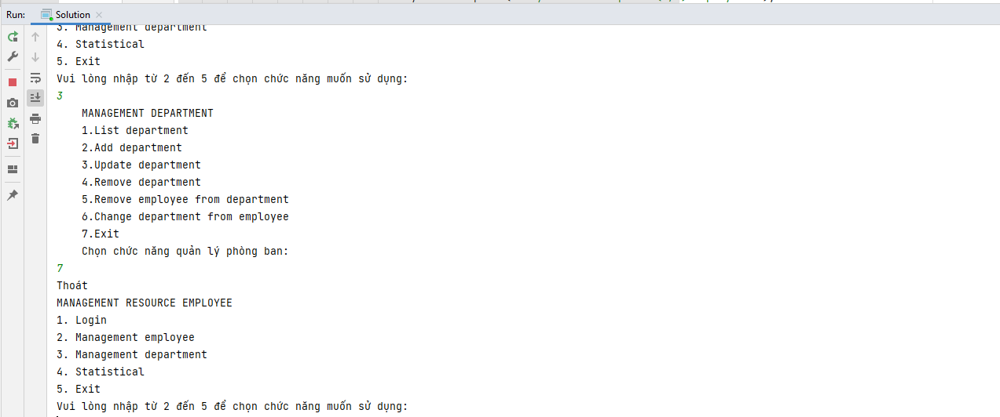 Run: Solution
3. Management department
4. Statistical
5. Exit
Vui lòng nhập từ 2 đến 5 để chọn chức năng muốn sử dụng:
3
MANAGEMENT DEPARTMENT
1.List department
2.Add department
3.Update department
4.Remove department
5.Remove employee from department
6.Change department from employee
7.Exit
Chọn chức năng quản lý phòng ban:
7
Thoát
MANAGEMENT RESOURCE EMPLOYEE
1. Login
2. Management employee
3. Management department
4. Statistical
5. Exit
Vui lòng nhập từ 2 đến 5 để chọn chức năng muốn sử dụng: